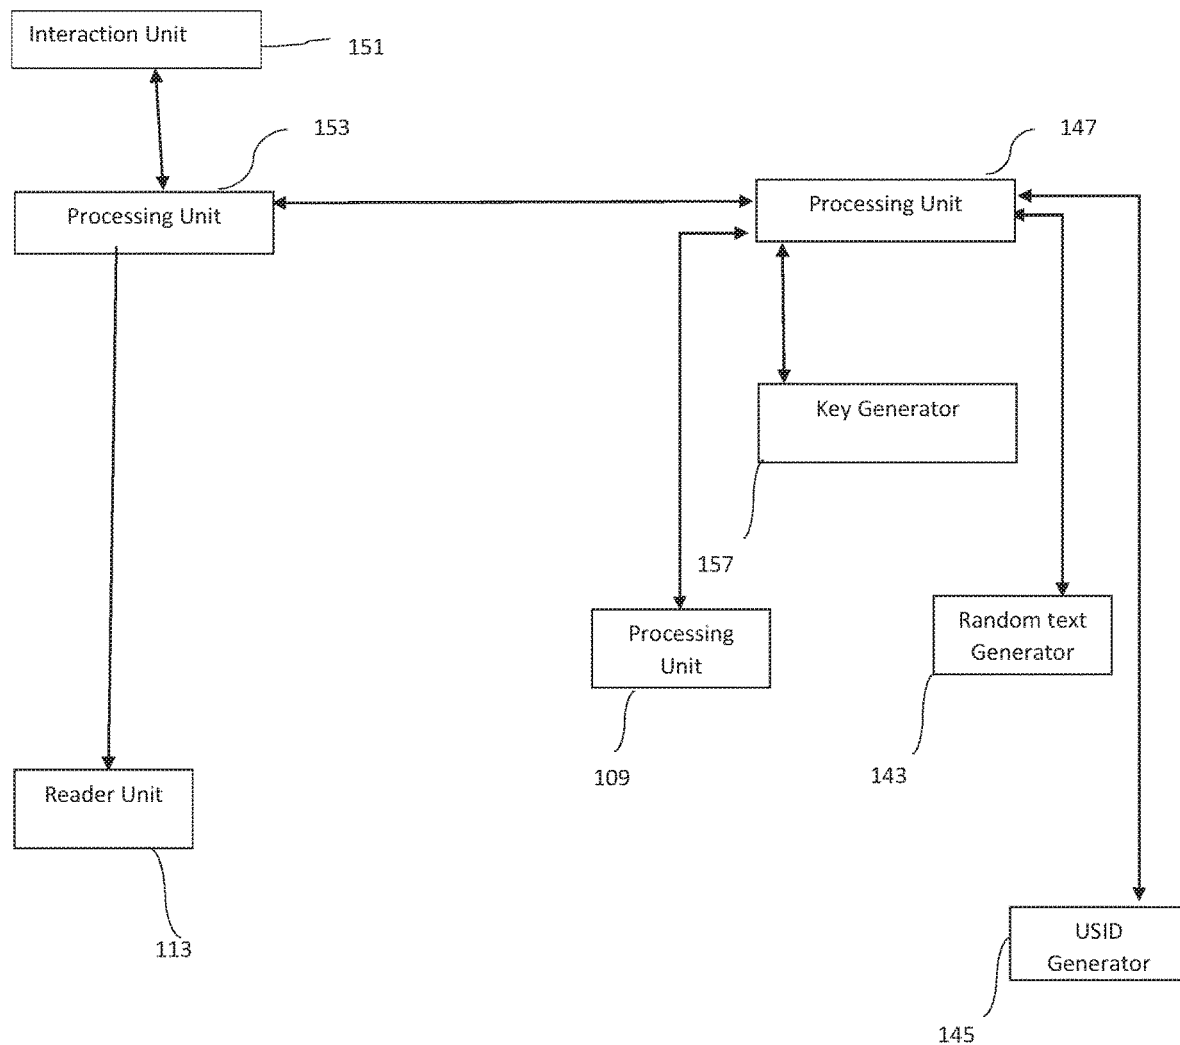 Interaction Unit
151
153
147
Processing Unit
Processing Unit
Key Generator
157
Processing
Unit
Random text
Generator
109
143
Reader Unit
113
USID
Generator
145